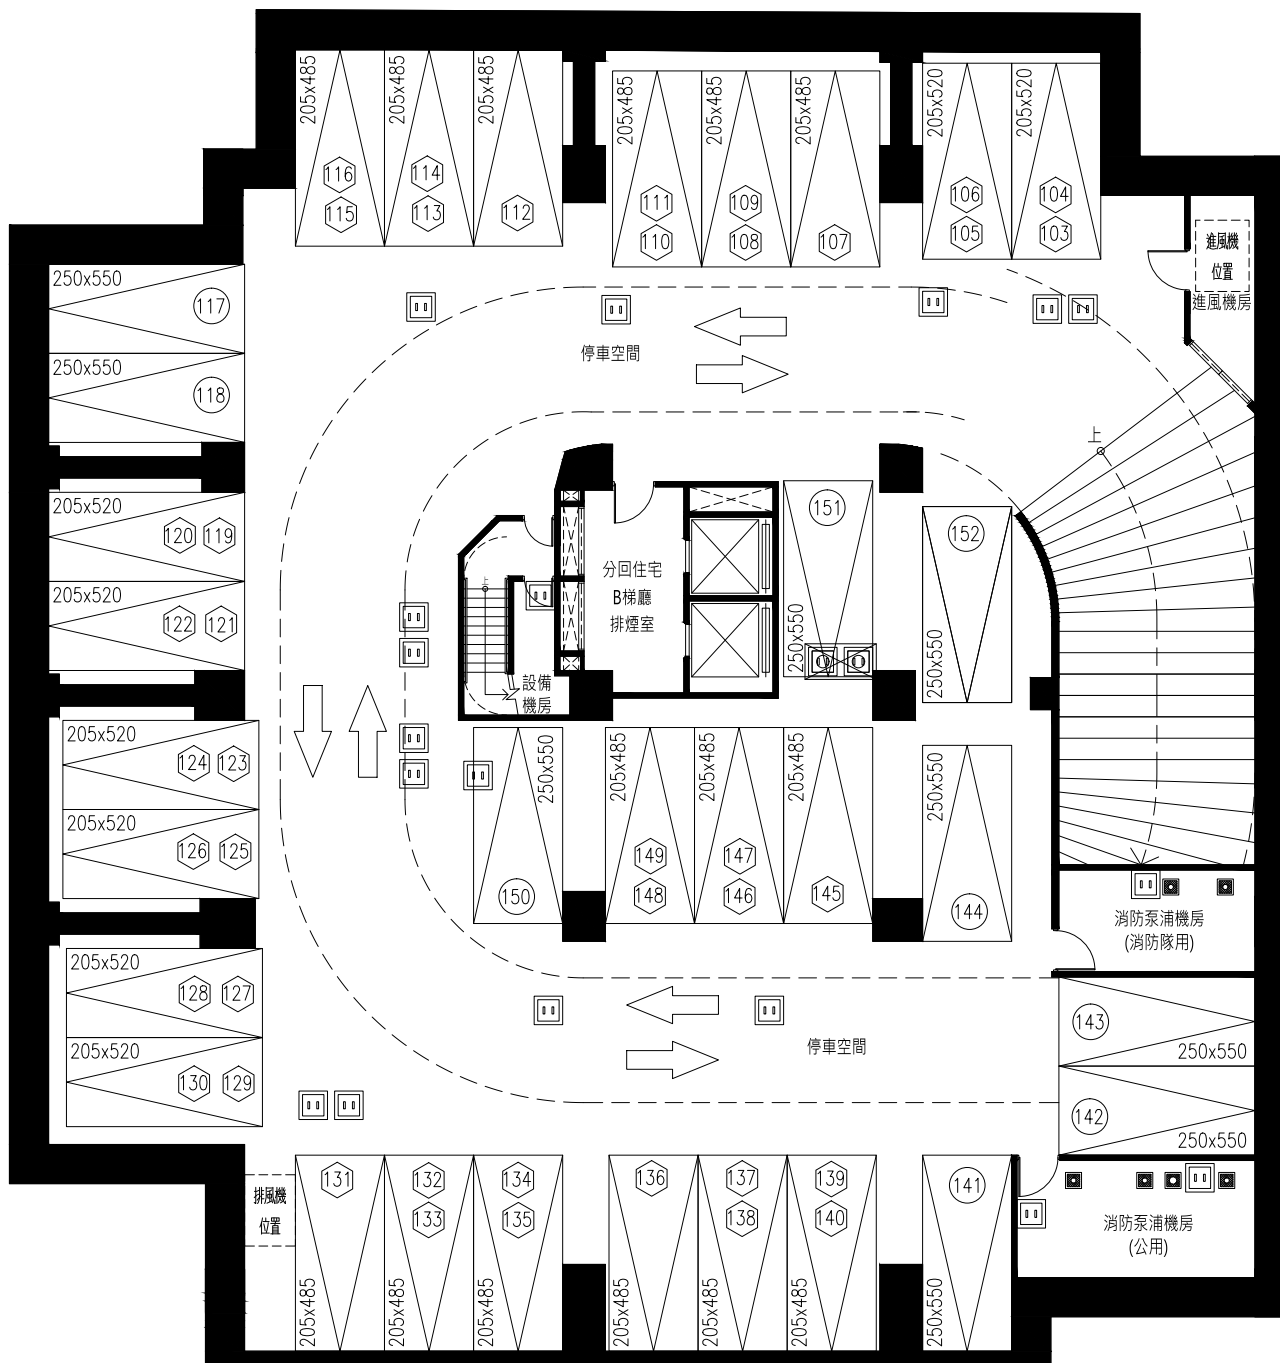 205x485
205x485
205x485
205x485
205x485
205x485
205x520
205x520
116
115
114
113
112
111
110
109
108
107
106
105
104
103
進風機
位置
進風機房
250x550
117
250x550
118
停車空間
上
205x520
120
119
205x520
122
121
151
250x550
152
250x550
分回住宅
B梯廳
排煙室
上
設備
機房
205x520
124
123
205x520
126
125
250x550
150
205x485
149
148
205x485
147
146
205x485
145
250x550
144
消防泵浦機房
(消防隊用)
205x520
128
127
205x520
130
129
停車空間
143
250x550
142
250x550
排風機
位置
131
205x485
132
133
205x485
134
135
205x485
136
205x485
137
138
205x485
139
140
205x485
141
250x550
消防泵浦機房
(公用)